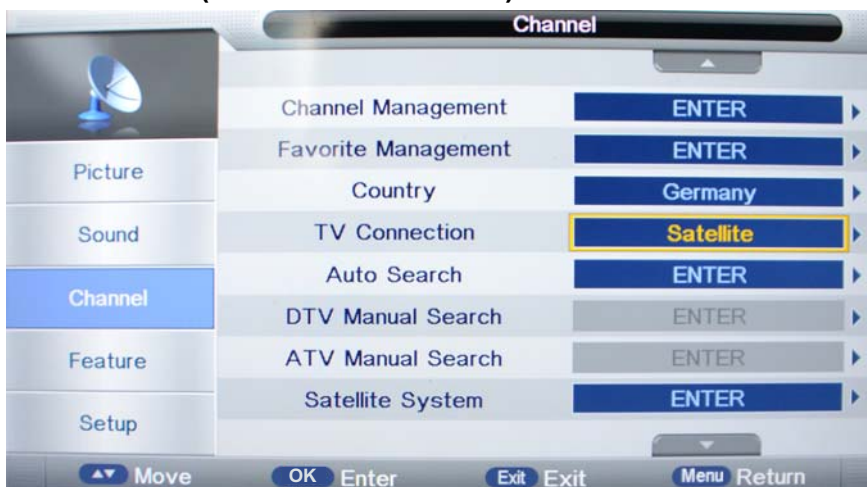 Channel
Channel Management ENTER
Favorite Management ENTER
Picture
Country Germany
Sound TV Connection Satellite
Auto Search ENTER
Channel
DTV Manual Search ENTER
Feature ATV Manual Search ENTER
Satellite System ENTER
Setup
Move OK Enter Exit Exit Menu Return